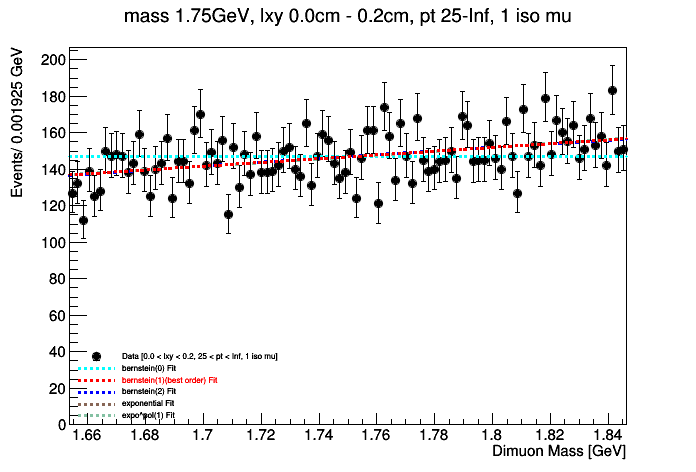 mass 1.75GeV, lxy 0.0cm - 0.2cm, pt 25-Inf, 1 iso mu
Events/ 0.001925 GeV
200
180
160
140
120
100
80
60
40
20
0
Data [0.0 < lxy < 0.2, 25 < pt < Inf, 1 iso mu]
bernstein(0) Fit
bernstein(1)(best order) Fit
bernstein(2) Fit
exponential Fit
expo*pol(1) Fit
1.66 1.68 1.7 1.72 1.74 1.76 1.78 1.8 1.82 1.84
Dimuon Mass [GeV]